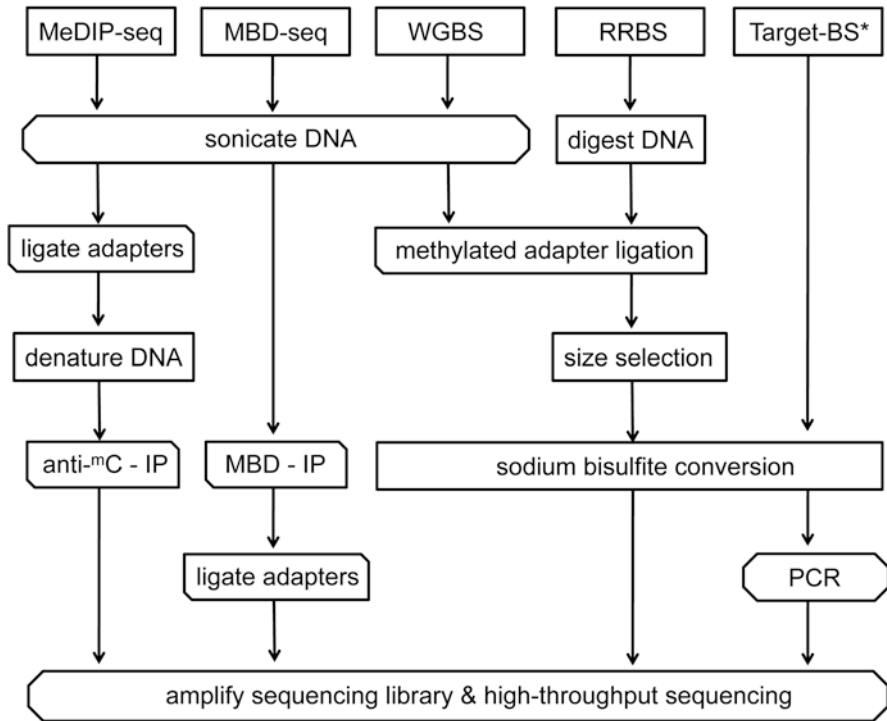 MeDIP-seq
MBD-seq
WGBS
RRBS
Target-BS*
sonicate DNA
digest DNA
ligate adapters
methylated adapter ligation
denature DNA
size selection
anti-ᵐC - IP
MBD - IP
sodium bisulfite conversion
ligate adapters
PCR
amplify sequencing library & high-throughput sequencing